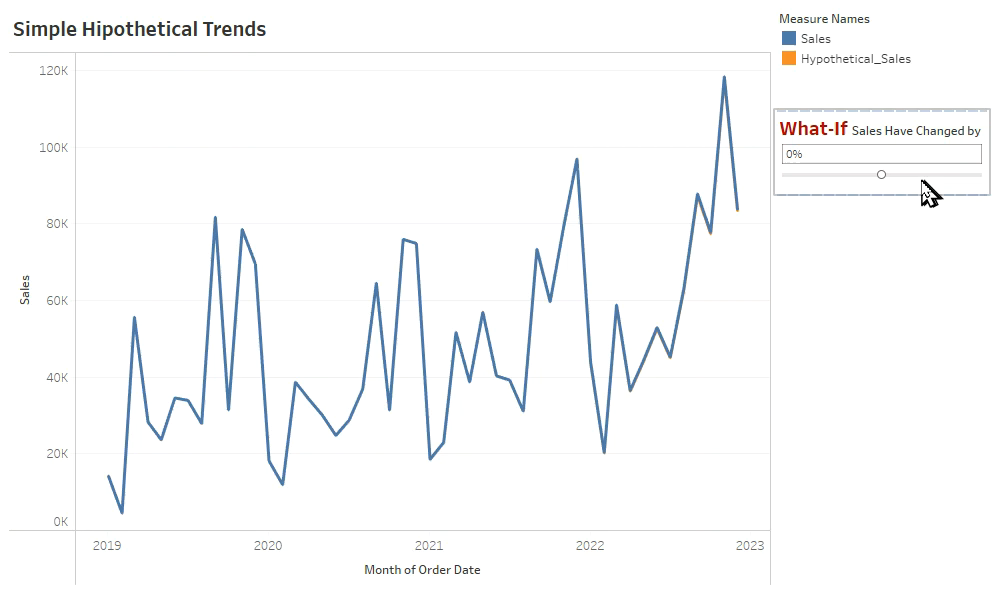 Simple Hipothetical Trends
Measure Names
Sales
Hypothetical_Sales
What-If Sales Have Changed by
0%
120K
100K
80K
60K
40K
20K
0K
Sales
2019
2020
2021
2022
2023
Month of Order Date